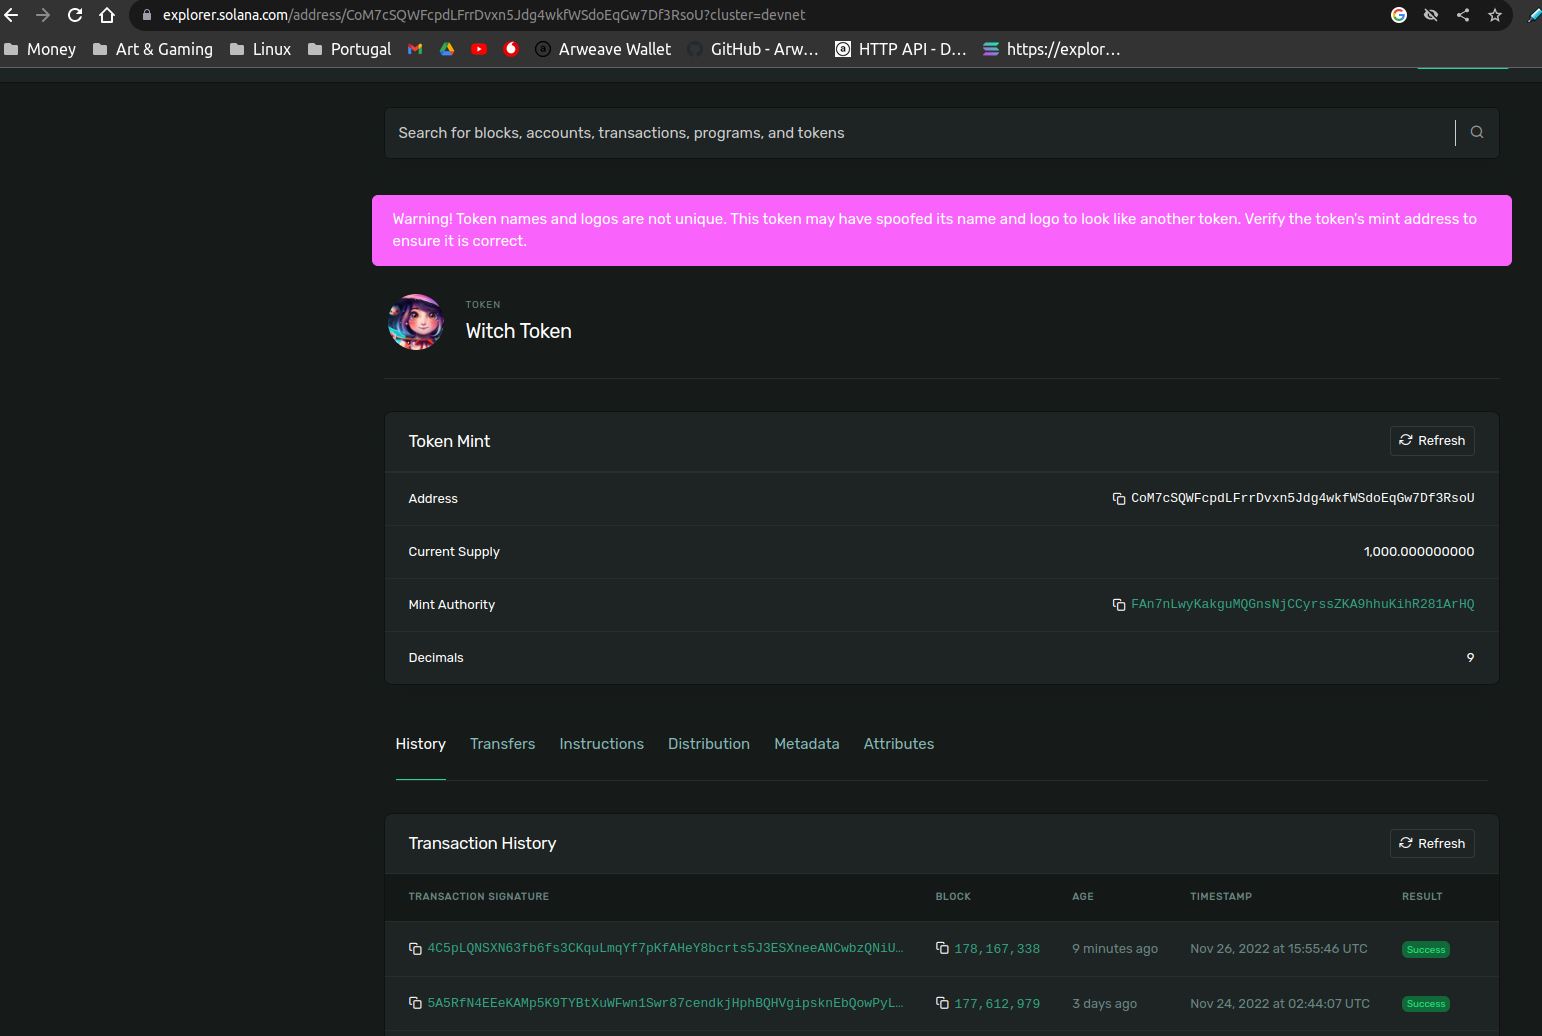 explorer.solana.com/address/CoM7cSQWFcpdLFrrDvxn5Jdg4wkfWSdoEqGw7Df3RsoU?cluster=devnet
Money Art & Gaming Linux Portugal Arweave Wallet GitHub - Arw... HTTP API - D... https://explor...
Search for blocks, accounts, transactions, programs, and tokens
Warning! Token names and logos are not unique. This token may have spoofed its name and logo to look like another token. Verify the token's mint address to
ensure it is correct.
TOKEN
Witch Token
Token Mint Refresh
Address CoM7cSQWFcpdLFrrDvxn5Jdg4wkfWSdoEqGw7Df3RsoU
Current Supply 1,000.000000000
Mint Authority FAn7nLwyKakguMQGnsNjCCyrssZKA9hhuKihR281ArHQ
Decimals 9
History Transfers Instructions Distribution Metadata Attributes
Transaction History Refresh
TRANSACTION SIGNATURE BLOCK AGE TIMESTAMP RESULT
4C5pLQNSXN63fb6fs3CKquLmqYf7pKfAHeY8bcrts5J3ESXneeANCwbzQNiU… 178,167,338 9 minutes ago Nov 26, 2022 at 15:55:46 UTC Success
5A5RfN4EEeKAMp5K9TYBtXuWFwn1Swr87cendkjHphBQHVgipsknEbQowPyL… 177,612,979 3 days ago Nov 24, 2022 at 02:44:07 UTC Success